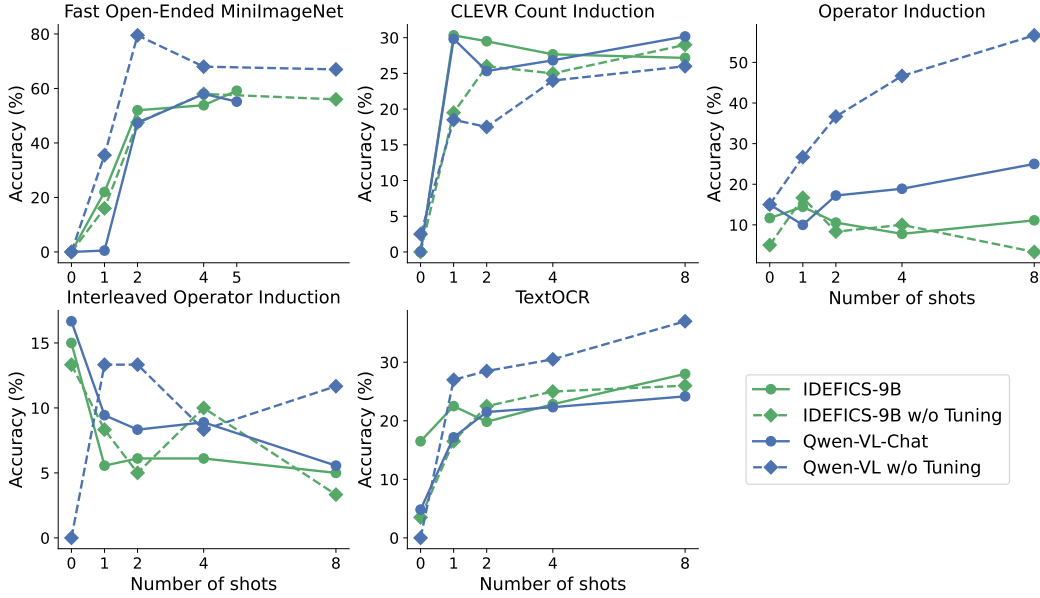 Fast Open-Ended MiniImageNet
CLEVR Count Induction
Operator Induction
Accuracy (%)
0
20
40
60
80
0
1
2
4
5
Accuracy (%)
0
5
10
15
20
25
30
0
1
2
4
8
Accuracy (%)
10
20
30
40
50
0
1
2
4
8
Number of shots
Interleaved Operator Induction
TextOCR
Accuracy (%)
0
5
10
15
0
1
2
4
8
Number of shots
Accuracy (%)
0
10
20
30
0
1
2
4
8
Number of shots
IDEFICS-9B
IDEFICS-9B w/o Tuning
Qwen-VL-Chat
Qwen-VL w/o Tuning